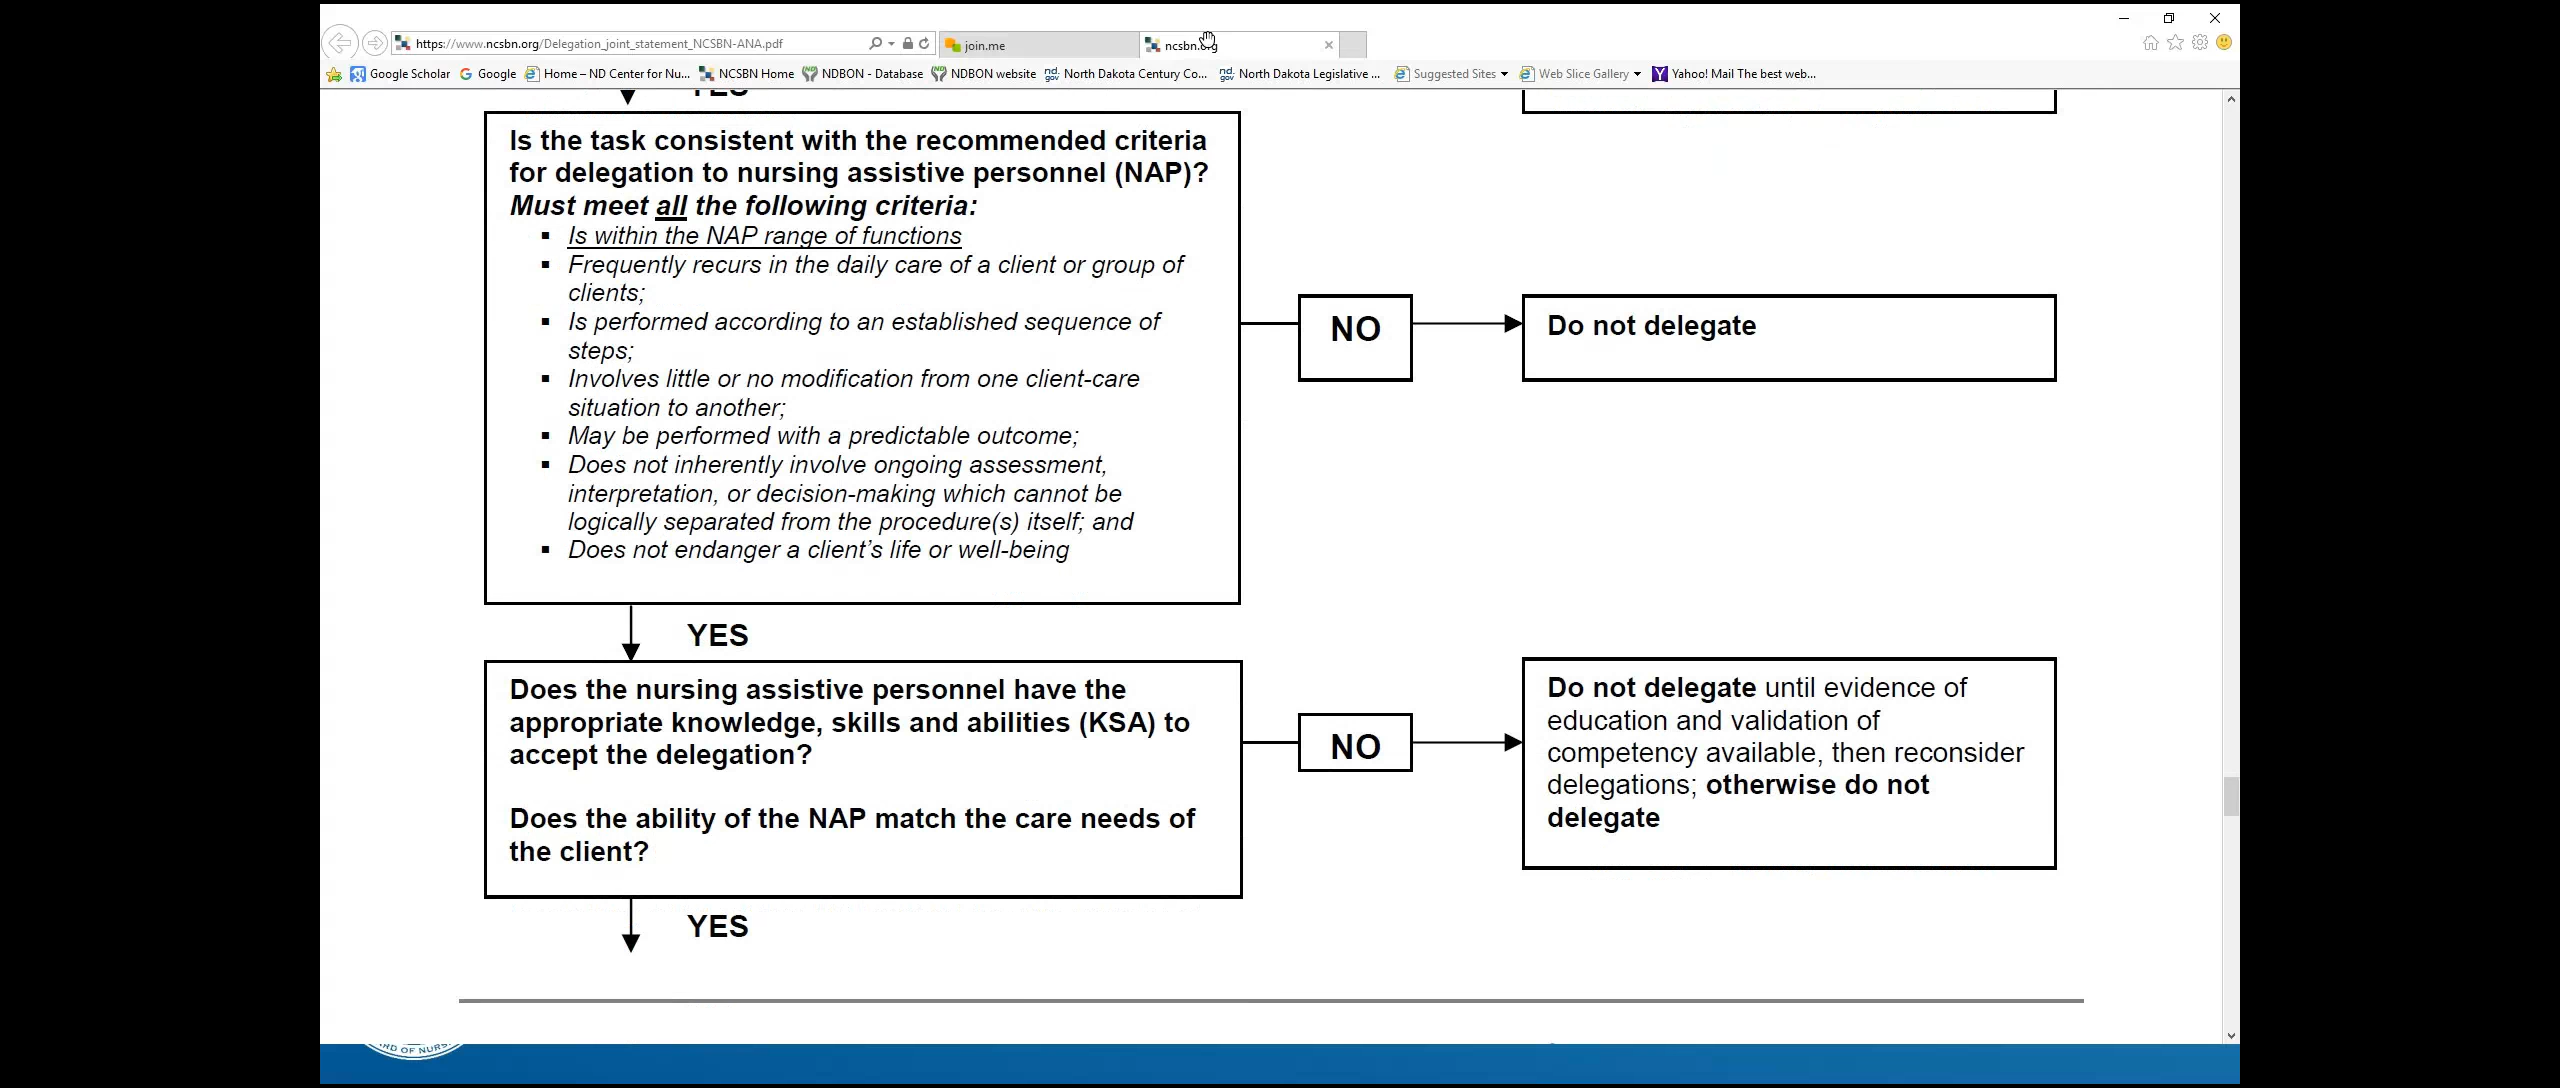 https://www.ncsbn.org/Delegation_joint_statement_NCSBN-ANA.pdf
join.me
ncsbn.org
Google Scholar
Google
Home – ND Center for Nu...
NCSBN Home
NDBON - Database
NDBON website
North Dakota Century Co...
North Dakota Legislative ...
Suggested Sites
Web Slice Gallery
Yahoo! Mail The best web...
YES
Is the task consistent with the recommended criteria
for delegation to nursing assistive personnel (NAP)?
Must meet all the following criteria:
▪ Is within the NAP range of functions
▪ Frequently recurs in the daily care of a client or group of
clients;
▪ Is performed according to an established sequence of
steps;
▪ Involves little or no modification from one client-care
situation to another;
▪ May be performed with a predictable outcome;
▪ Does not inherently involve ongoing assessment,
interpretation, or decision-making which cannot be
logically separated from the procedure(s) itself; and
▪ Does not endanger a client’s life or well-being
NO
Do not delegate
YES
Does the nursing assistive personnel have the
appropriate knowledge, skills and abilities (KSA) to
accept the delegation?
Does the ability of the NAP match the care needs of
the client?
NO
Do not delegate until evidence of
education and validation of
competency available, then reconsider
delegations; otherwise do not
delegate
YES
OF NURS